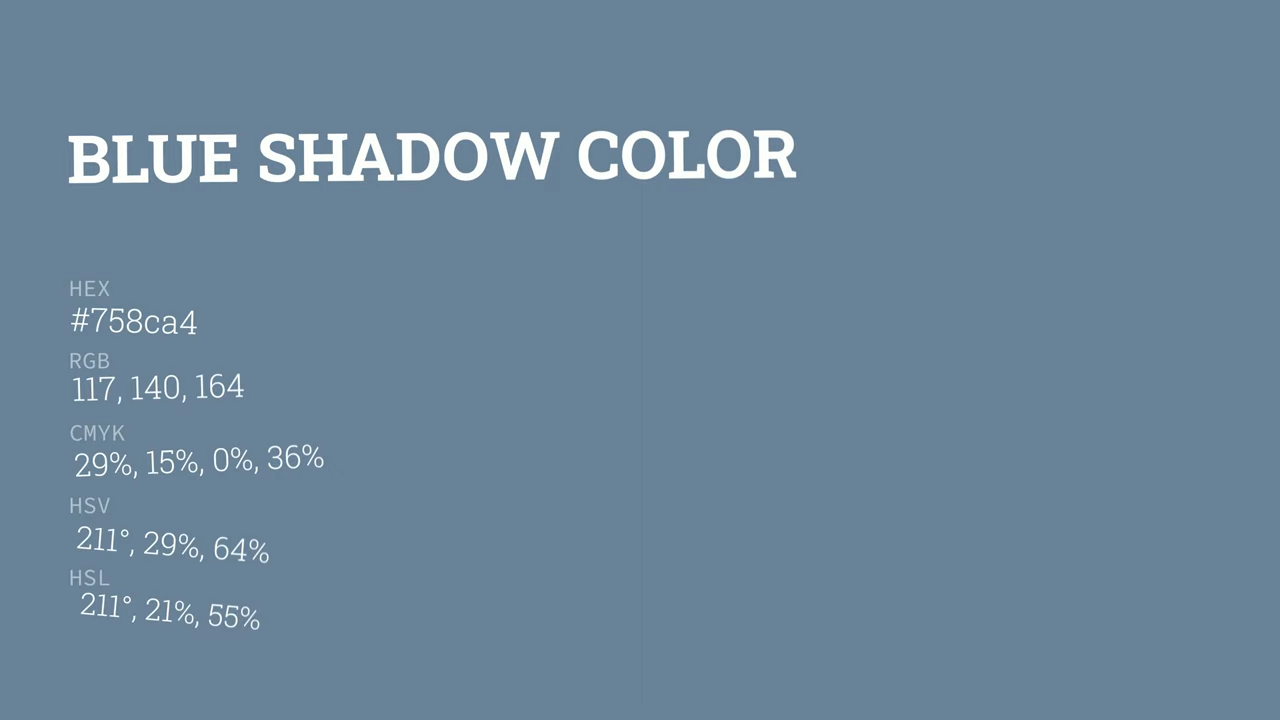 BLUE SHADOW COLOR
HEX
#758ca4
RGB
117, 140, 164
CMYK
29%, 15%, 0%, 36%
HSV
211°, 29%, 64%
HSL
211°, 21%, 55%